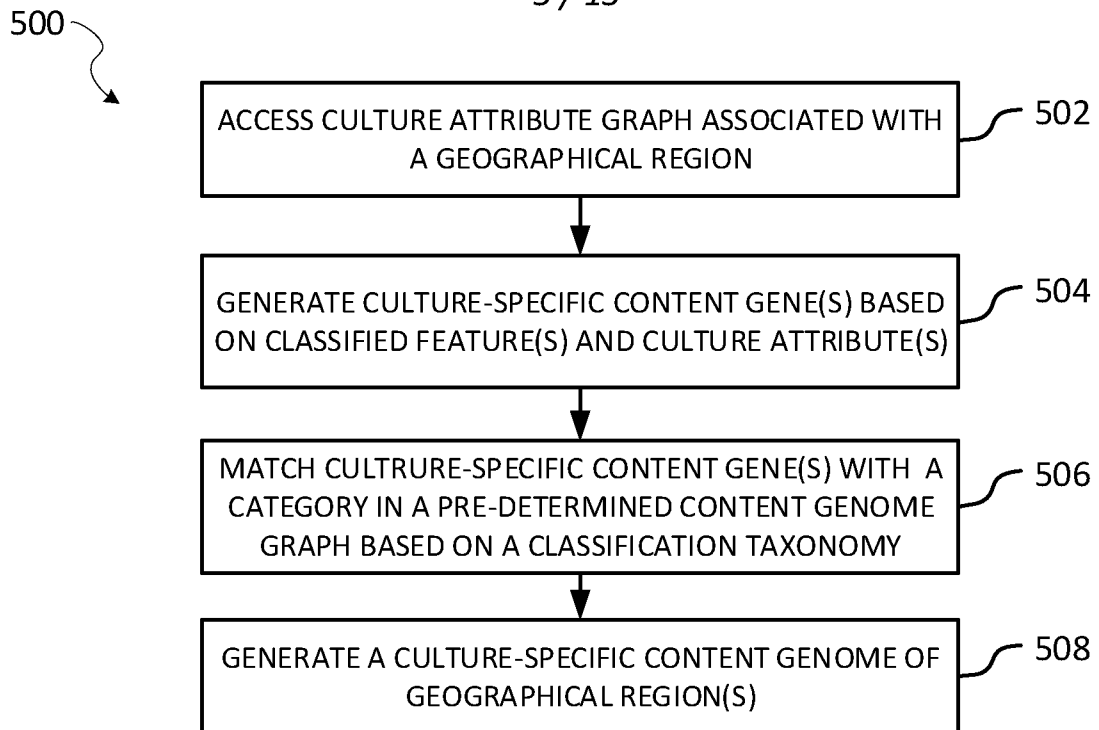 500
ACCESS CULTURE ATTRIBUTE GRAPH ASSOCIATED WITH
A GEOGRAPHICAL REGION
502
GENERATE CULTURE-SPECIFIC CONTENT GENE(S) BASED
ON CLASSIFIED FEATURE(S) AND CULTURE ATTRIBUTE(S)
504
MATCH CULTRURE-SPECIFIC CONTENT GENE(S) WITH A
CATEGORY IN A PRE-DETERMINED CONTENT GENOME
GRAPH BASED ON A CLASSIFICATION TAXONOMY
506
GENERATE A CULTURE-SPECIFIC CONTENT GENOME OF
GEOGRAPHICAL REGION(S)
508